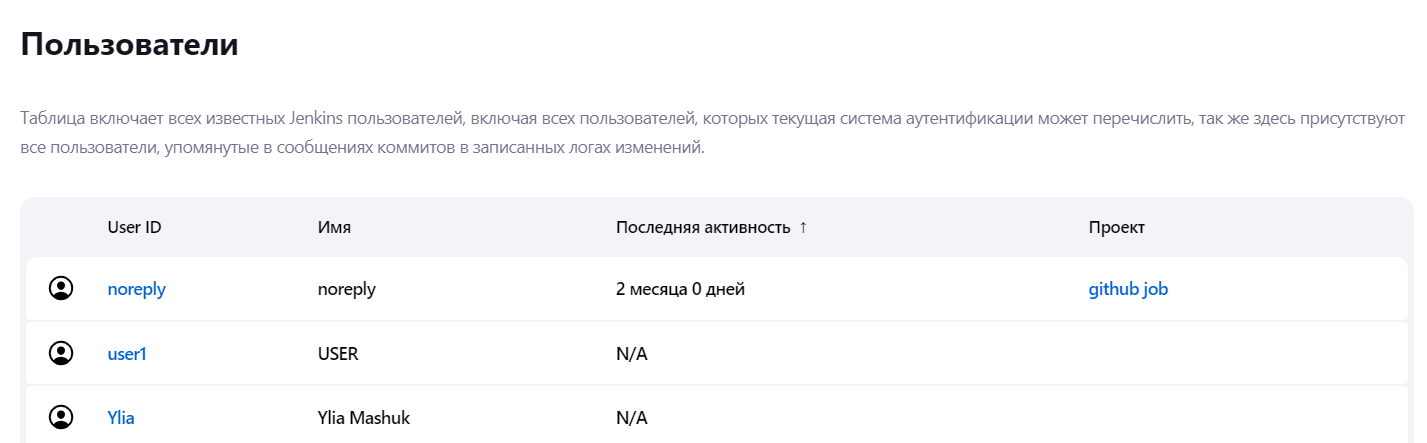 Пользователи
Таблица включает всех известных Jenkins пользователей, включая всех пользователей, которых текущая система аутентификации может перечислить, так же здесь присутствуют
все пользователи, упомянутые в сообщениях коммитов в записанных логах изменений.
User ID Имя Последняя активность ↑ Проект
noreply noreply 2 месяца 0 дней github job
user1 USER N/A
Ylia Ylia Mashuk N/A